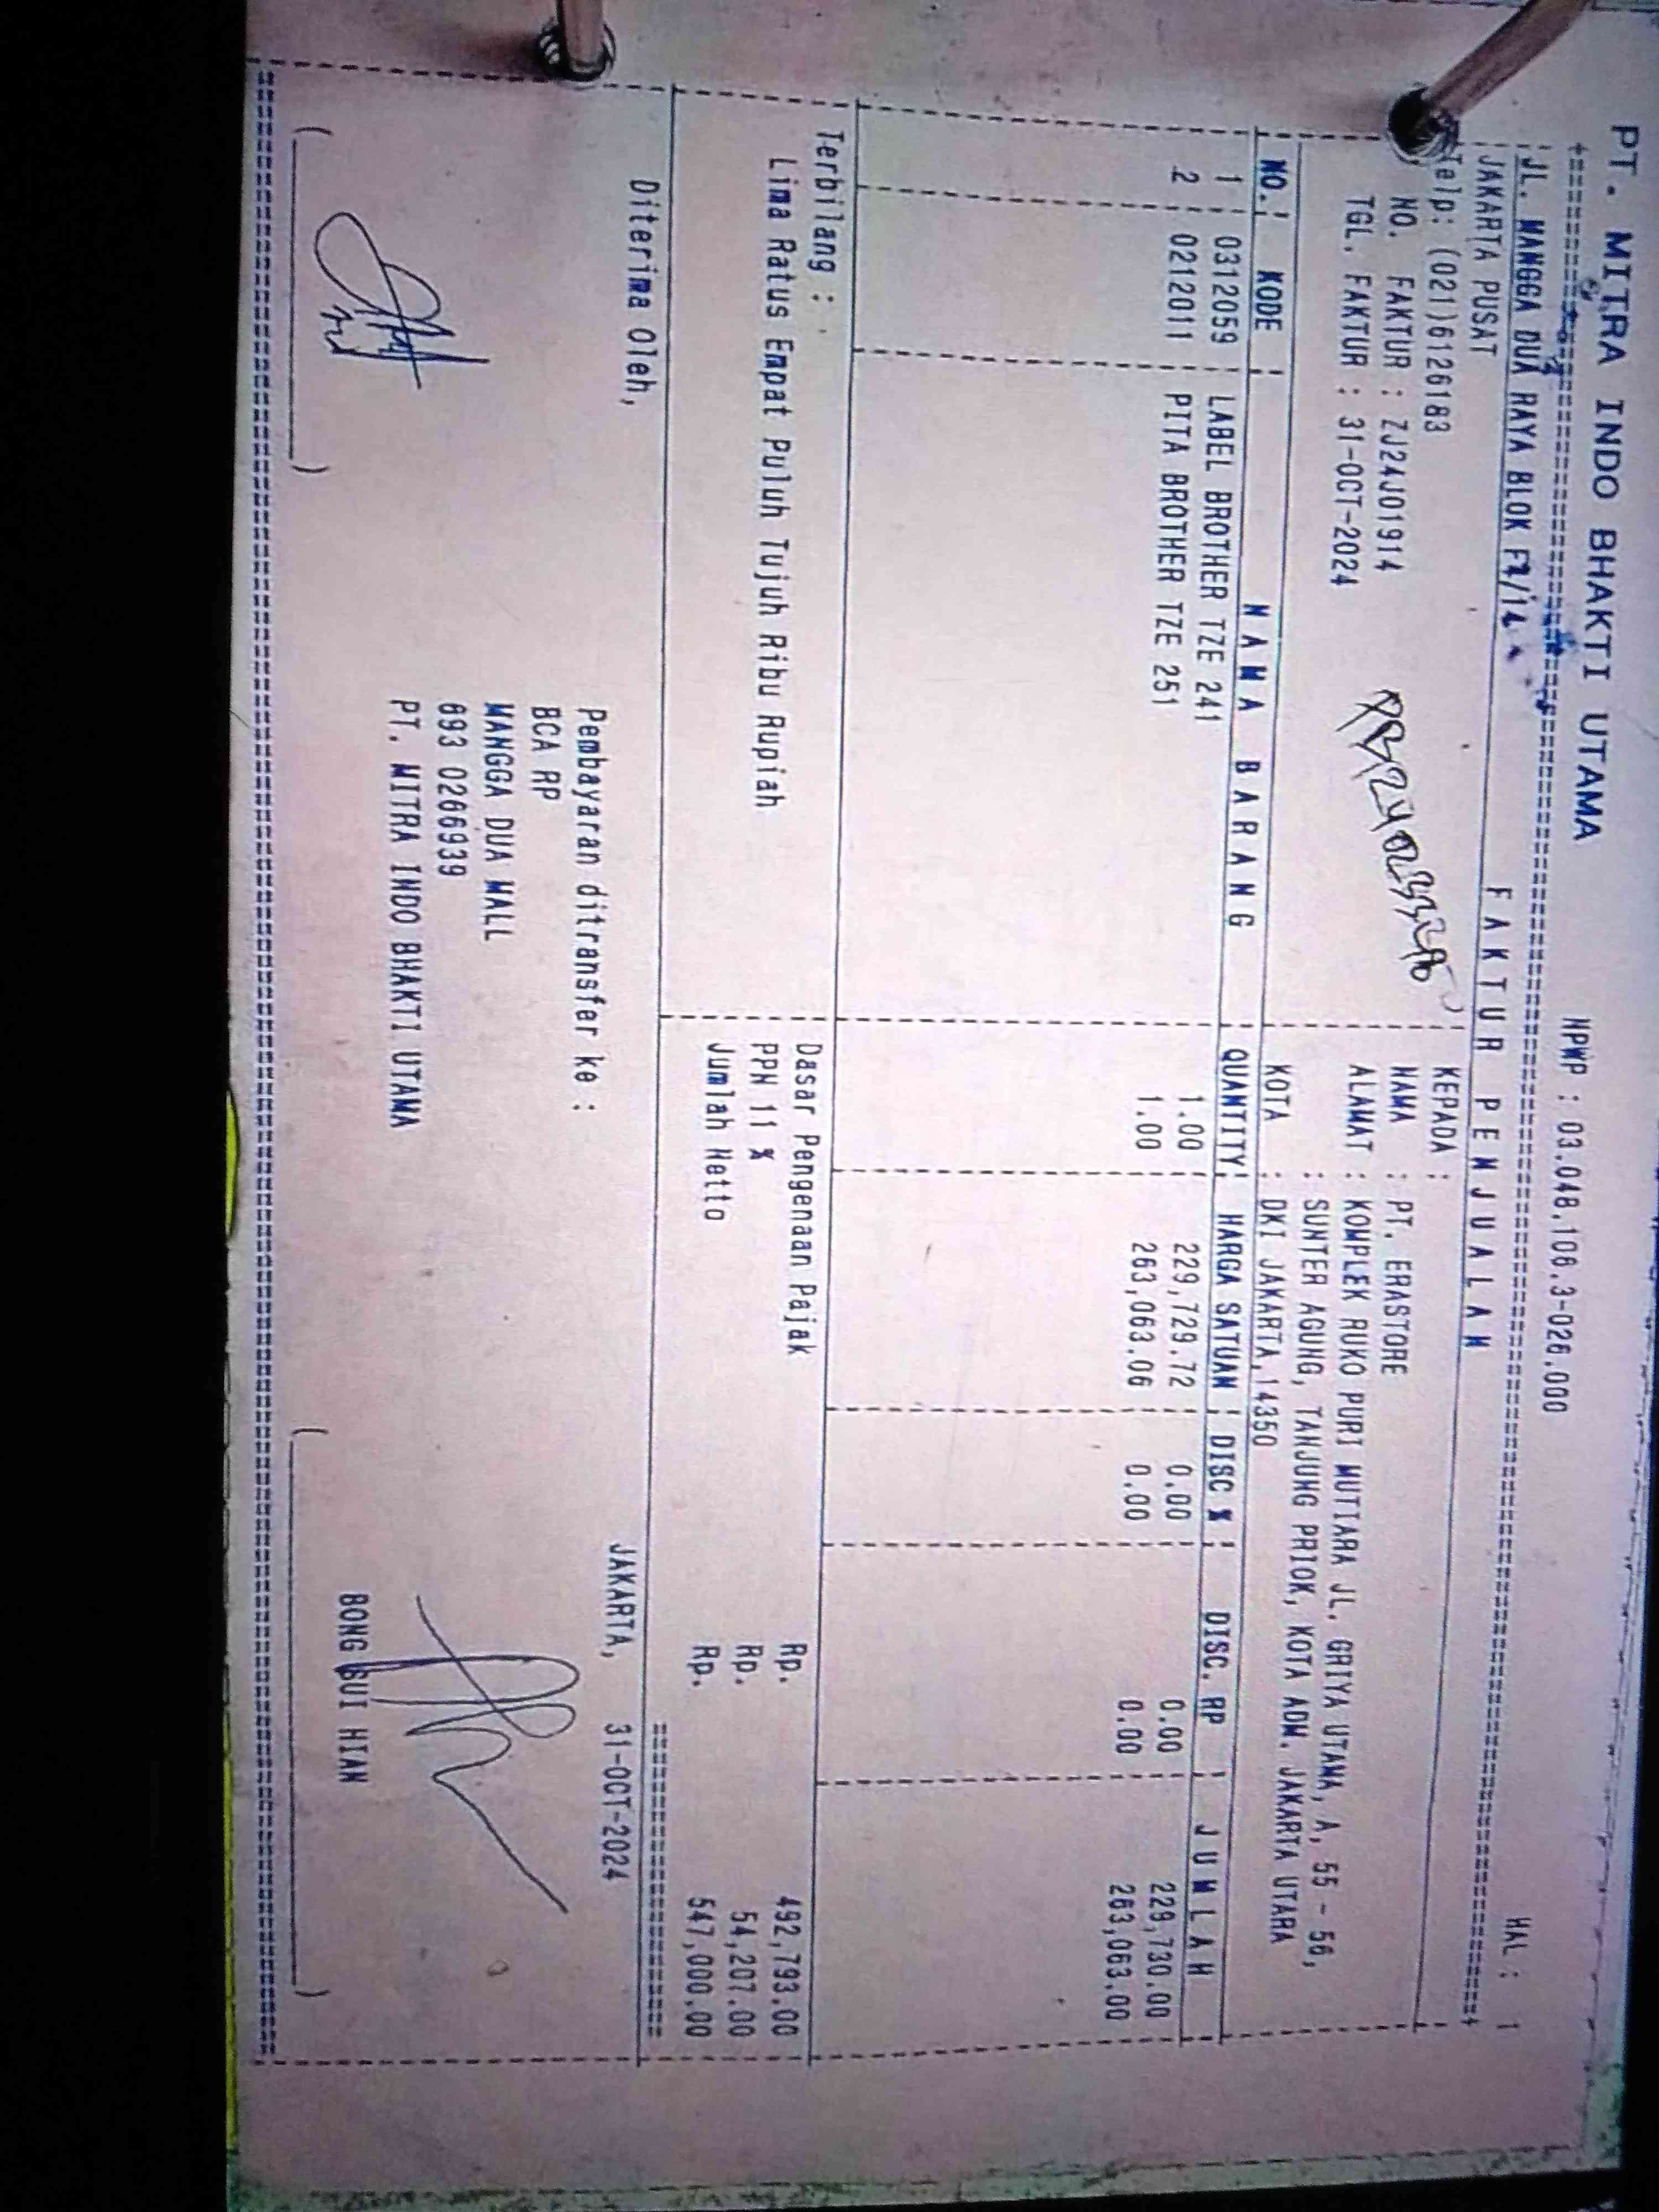 PT. MITRA INDO BHAKTI UTAMA
NPWP : 03.048.106.3-026.000
HAL : 1
JL. MANGGA DUA RAYA BLOK
JAKARTA PUSAT
FAKTUR PENJUALAN
Telp: (021)6126183
NO. FAKTUR : ZJ24J01914
TGL. FAKTUR : 31-OCT-2024
KEPADA :
NAMA : PT. ERASTORE
ALAMAT : KOMPLEK RUKO PURI MUTIARA JL. GRIYA UTAMA, A, 55 - 56,
: SUNTER AGUNG, TANJUNG PRIOK, KOTA ADM. JAKARTA UTARA
KOTA : DKI JAKARTA,14350
NO. KODE NAMA BARANG QUANTITY HARGA SATUAN DISC % DISC. RP JUMLAH
1 0312059 LABEL BROTHER TZE 241 1.00 229,729.72 0.00 0.00 229,730.00
2 0212011 PITA BROTHER TZE 251 1.00 263,063.06 0.00 0.00 263,063.00
Terbilang :
Lima Ratus Empat Puluh Tujuh Ribu Rupiah
Dasar Pengenaan Pajak Rp. 492,793.00
PPN 11 % Rp. 54,207.00
Jumlah Netto Rp. 547,000.00
Diterima Oleh,
JAKARTA, 31-OCT-2024
Pembayaran ditransfer ke :
BCA RP
MANGGA DUA MALL
693 0266939
PT. MITRA INDO BHAKTI UTAMA
BONG SUI HIAN